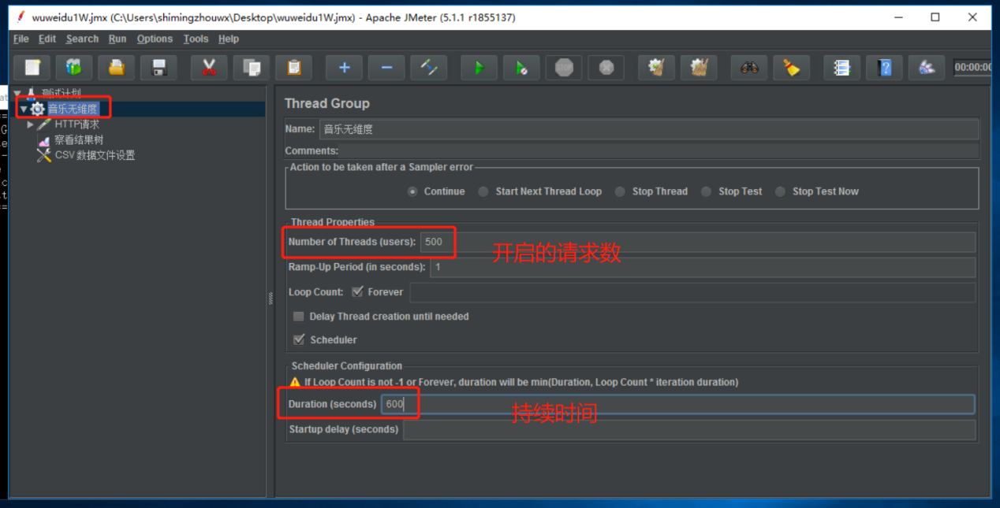 wuweidu1W.jmx (C:\Users\shimingzhouwx\Desktop\wuweidu1W.jmx) - Apache JMeter (5.1.1 r1855137)
File Edit Search Run Options Tools Help
STOP
00:00:00
测试计划
音乐无维度
HTTP请求
察看结果树
CSV 数据文件设置
Thread Group
Name: 音乐无维度
Comments:
Action to be taken after a Sampler error
Continue Start Next Thread Loop Stop Thread Stop Test Stop Test Now
Thread Properties
Number of Threads (users): 500
开启的请求数
Ramp-Up Period (in seconds): 1
Loop Count: Forever
Delay Thread creation until needed
Scheduler
Scheduler Configuration
If Loop Count is not -1 or Forever, duration will be min(Duration, Loop Count * iteration duration)
Duration (seconds) 600
持续时间
Startup delay (seconds)